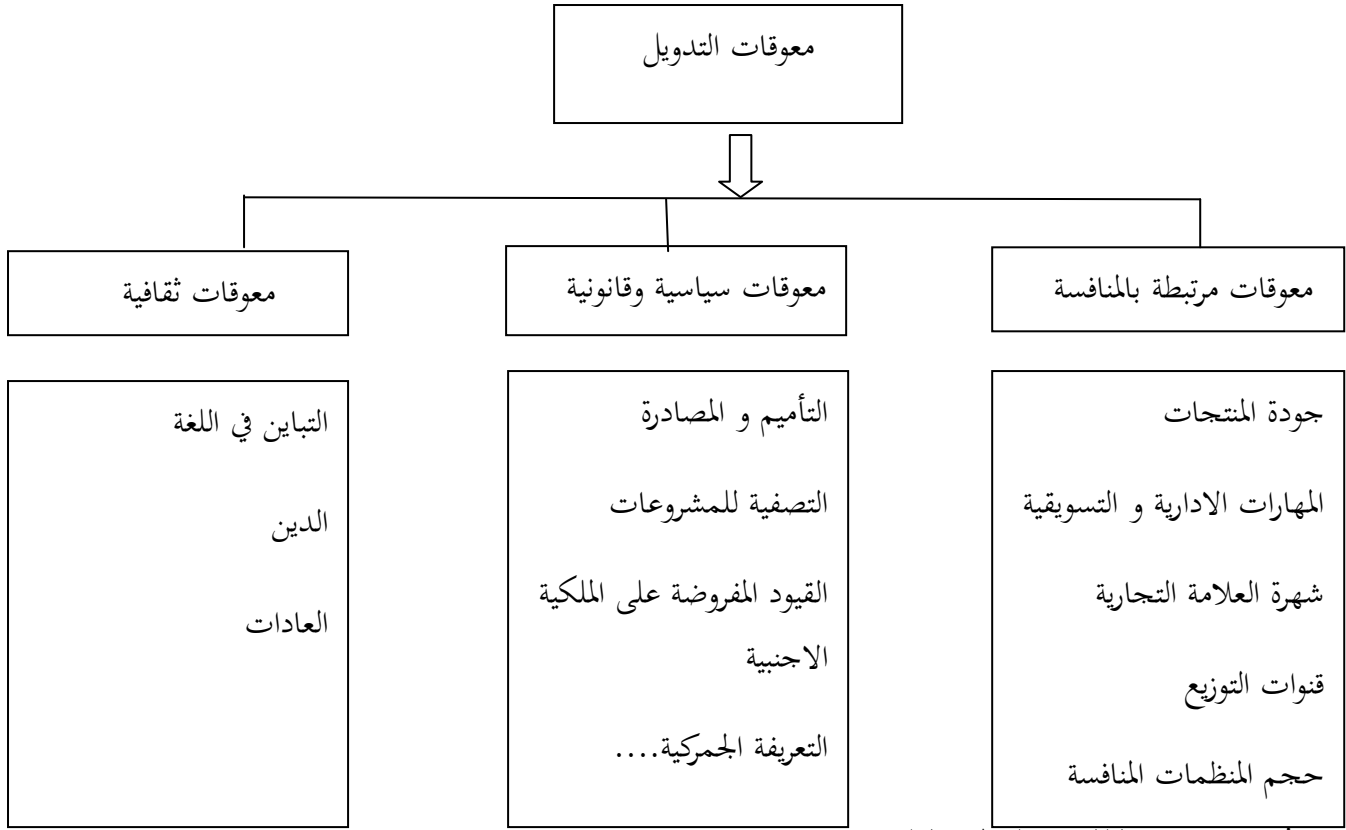 معوقات التدويل
معوقات مرتبطة بالمنافسة
معوقات سياسية وقانونية
معوقات ثقافية
جودة المنتجات
المهارات الادارية و التسويقية
شهرة العلامة التجارية
قنوات التوزيع
حجم المنظمات المنافسة
التأميم و المصادرة
التصفية للمشروعات
القيود المفروضة على الملكية
الاجنبية
التعريفة الجمركية....
التباين في اللغة
الدين
العادات